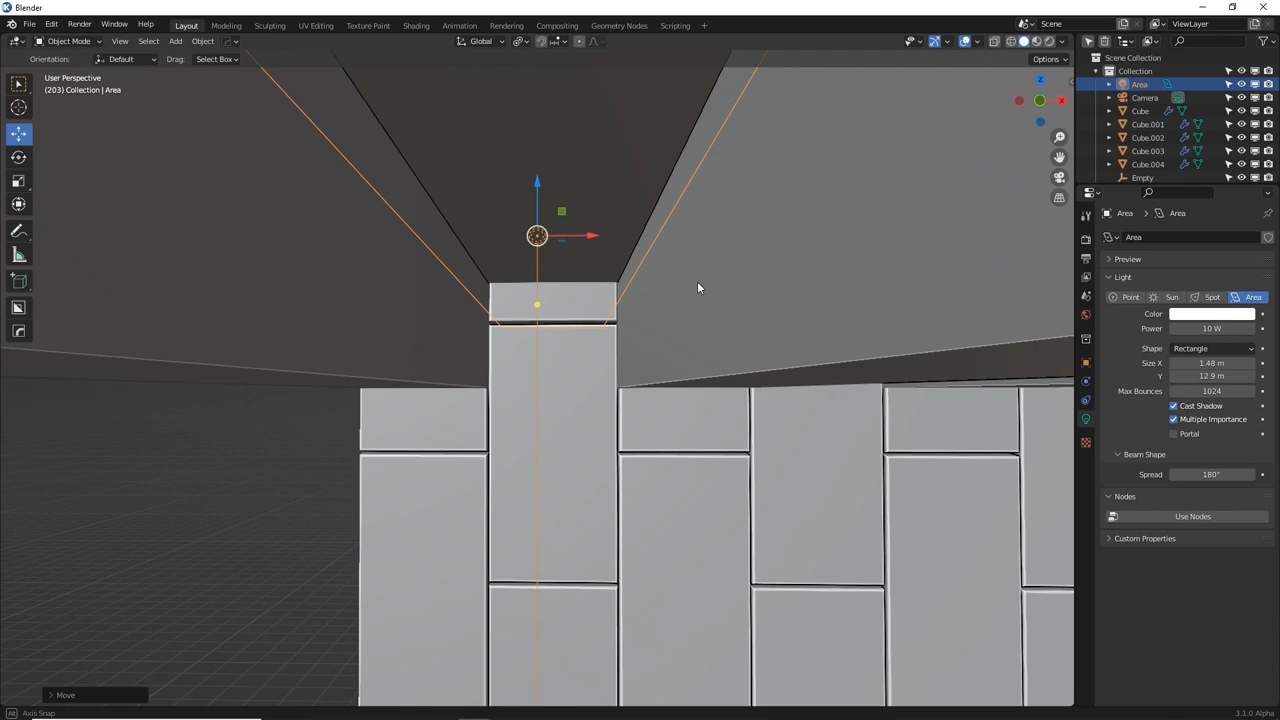 Blender
File Edit Render Window Help Layout Modeling Sculpting UV Editing Texture Paint Shading Animation Rendering Compositing Geometry Nodes Scripting + Scene ViewLayer
Object Mode View Select Add Object Global
Orientation: Default Drag: Select Box Options
User Perspective
(203) Collection | Area
Z
X
Scene Collection
Collection
Area
Camera
Cube
Cube.001
Cube.002
Cube.003
Cube.004
Empty
Area > Area
Area
Preview
Light
Point Sun Spot Area
Color
Power 10 W
Shape Rectangle
Size X 1.48 m
Y 12.9 m
Max Bounces 1024
Cast Shadow
Multiple Importance
Portal
Beam Shape
Spread 180°
Nodes
Use Nodes
Custom Properties
> Move
Alt Axis Snap 3.1.0 Alpha